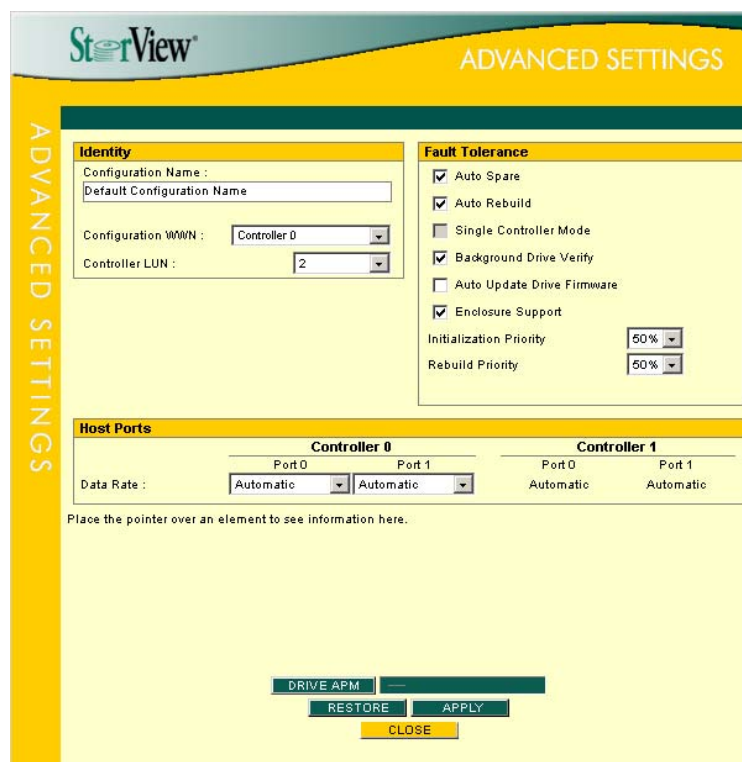 StorView
ADVANCED SETTINGS
ADVANCED SETTINGS
Identity
Configuration Name :
Default Configuration Name
Configuration WWN : Controller 0
Controller LUN : 2
Fault Tolerance
Auto Spare
Auto Rebuild
Single Controller Mode
Background Drive Verify
Auto Update Drive Firmware
Enclosure Support
Initialization Priority 50%
Rebuild Priority 50%
Host Ports
Controller 0 Controller 1
Port 0 Port 1 Port 0 Port 1
Data Rate : Automatic Automatic Automatic Automatic
Place the pointer over an element to see information here.
DRIVE APM ----
RESTORE APPLY
CLOSE